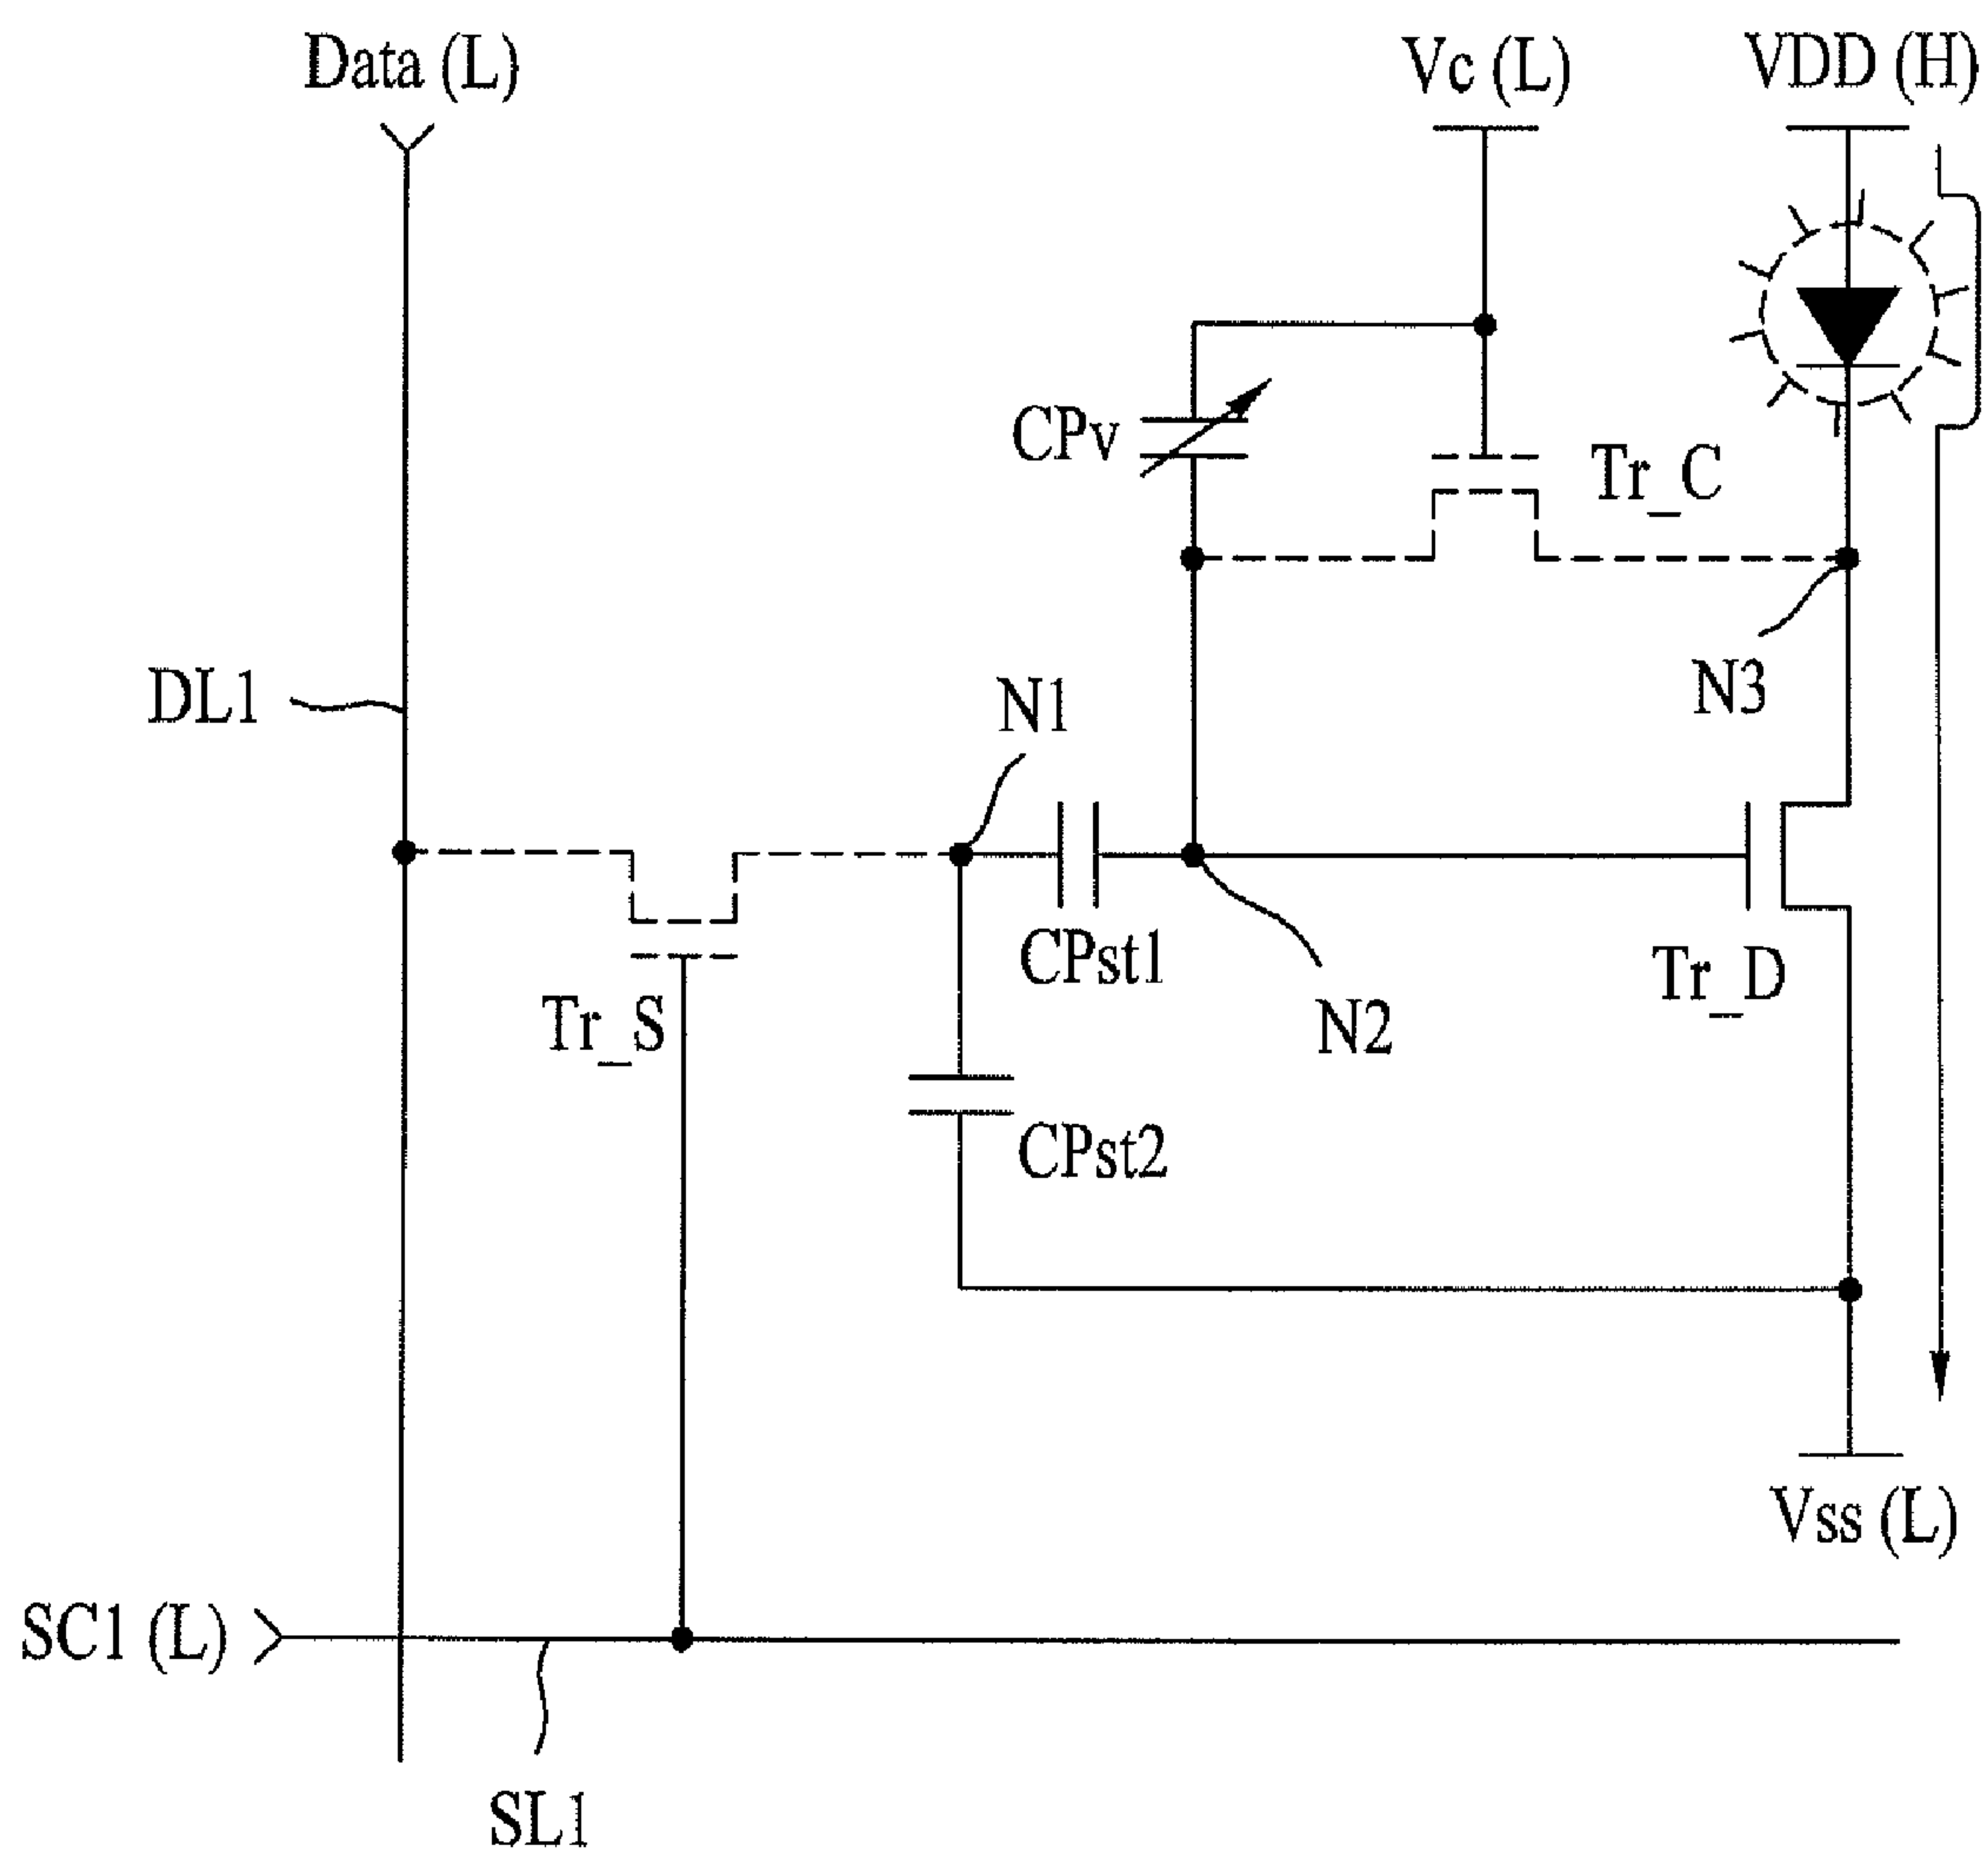 Data (L)
Vc (L)
VDD (H)
CPv
Tr_C
DL1
N1
N3
CPst1
Tr_D
Tr_S
N2
CPst2
Vss (L)
SC1 (L)
SL1